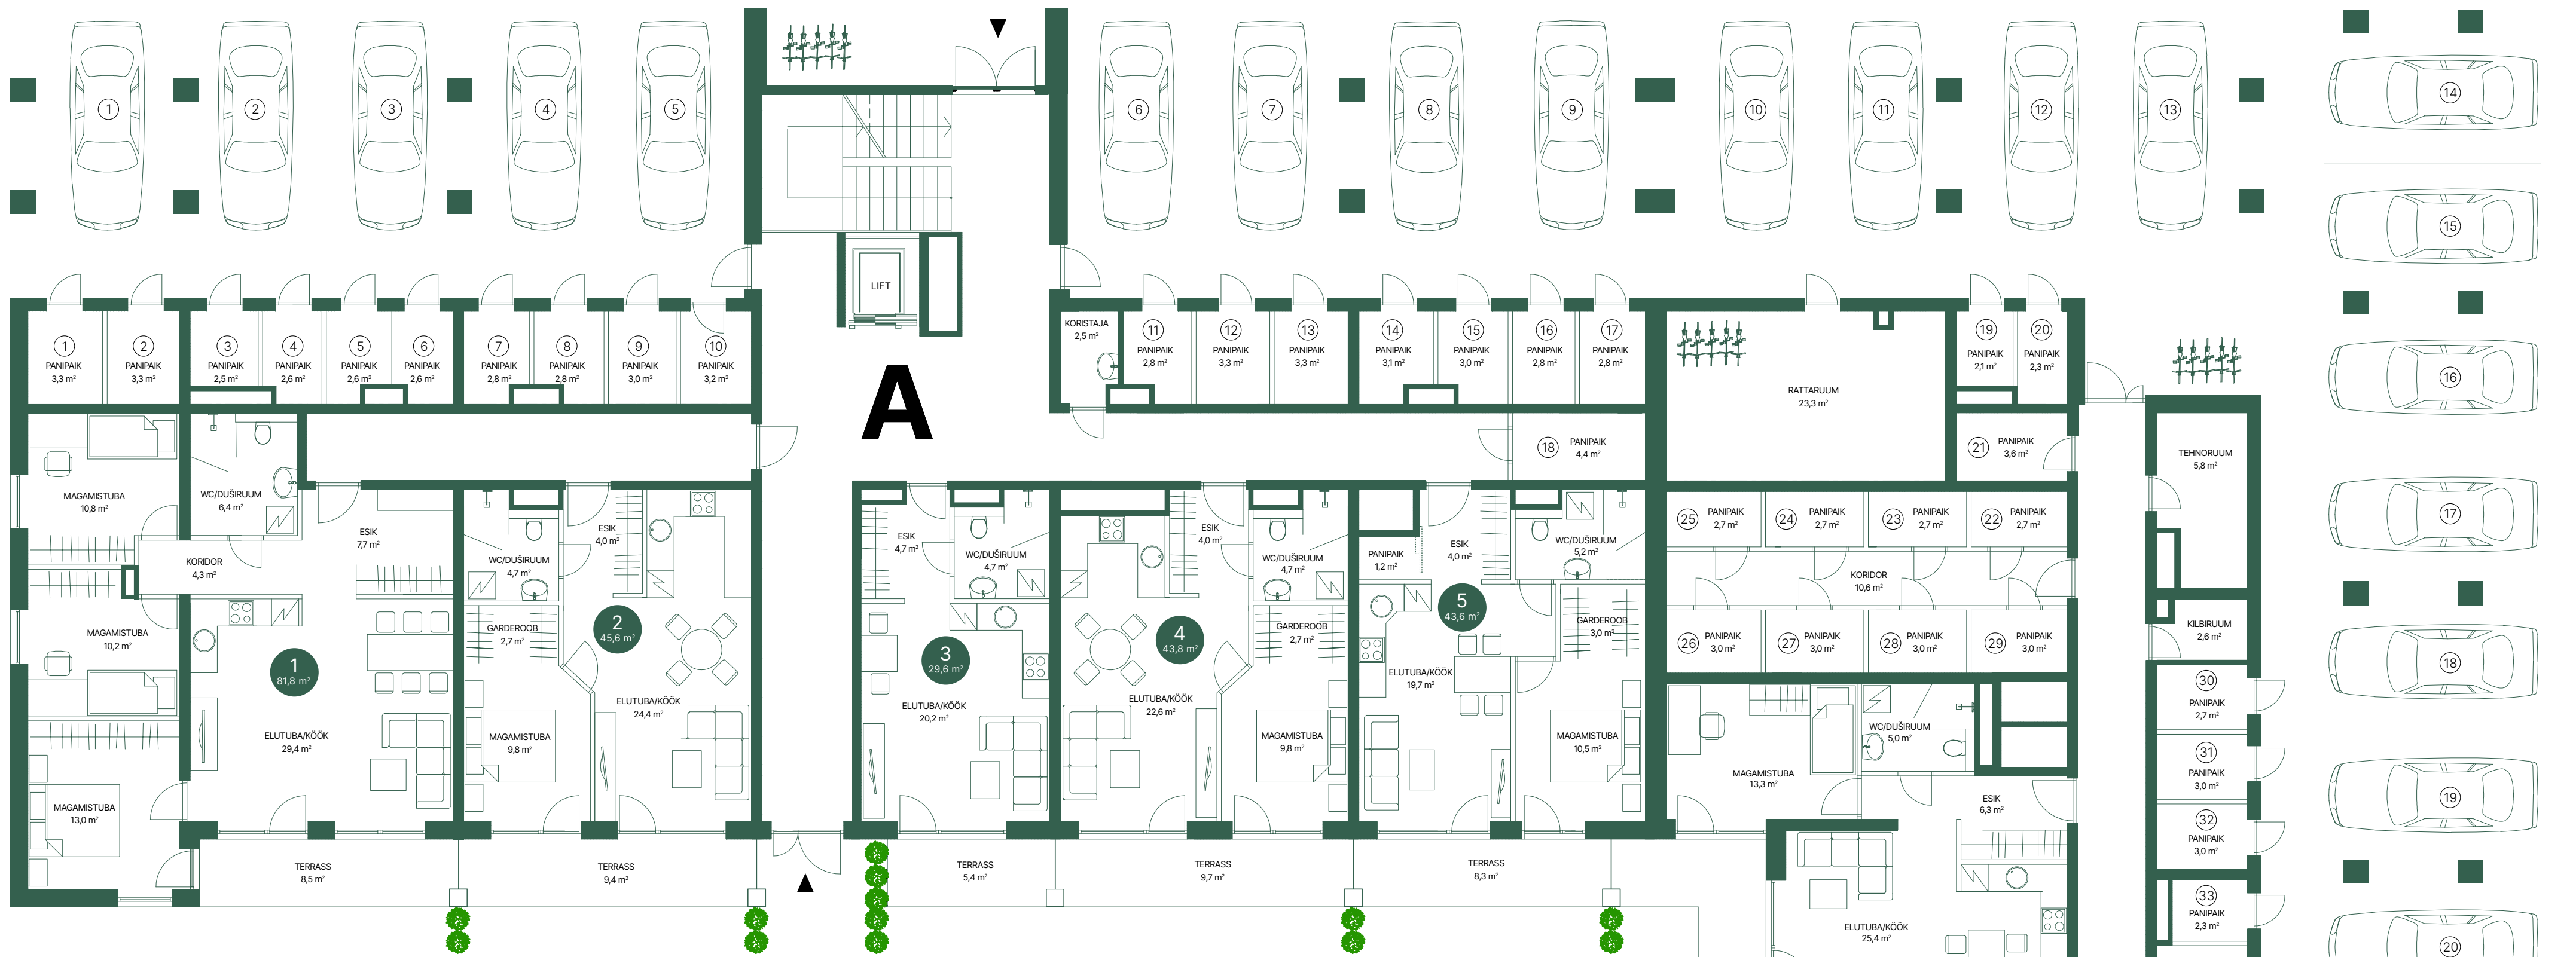 1
2
3
4
5
6
7
8
9
10
11
12
13
14
15
16
17
18
19
20
LIFT
A
1
PANIPAIK
3,3 m²
2
PANIPAIK
3,3 m²
3
PANIPAIK
2,5 m²
4
PANIPAIK
2,6 m²
5
PANIPAIK
2,6 m²
6
PANIPAIK
2,6 m²
7
PANIPAIK
2,8 m²
8
PANIPAIK
2,8 m²
9
PANIPAIK
3,0 m²
10
PANIPAIK
3,2 m²
KORISTAJA
2,5 m²
11
PANIPAIK
2,8 m²
12
PANIPAIK
3,3 m²
13
PANIPAIK
3,3 m²
14
PANIPAIK
3,1 m²
15
PANIPAIK
3,0 m²
16
PANIPAIK
2,8 m²
17
PANIPAIK
2,8 m²
18
PANIPAIK
4,4 m²
RATTARUUM
23,3 m²
19
PANIPAIK
2,1 m²
20
PANIPAIK
2,3 m²
21
PANIPAIK
3,6 m²
TEHNORUUM
5,8 m²
25
PANIPAIK
2,7 m²
24
PANIPAIK
2,7 m²
23
PANIPAIK
2,7 m²
22
PANIPAIK
2,7 m²
KORIDOR
10,6 m²
26
PANIPAIK
3,0 m²
27
PANIPAIK
3,0 m²
28
PANIPAIK
3,0 m²
29
PANIPAIK
3,0 m²
KILBIRUUM
2,6 m²
30
PANIPAIK
2,7 m²
31
PANIPAIK
3,0 m²
32
PANIPAIK
3,0 m²
33
PANIPAIK
2,3 m²
MAGAMISTUBA
10,8 m²
WC/DUŠIRUUM
6,4 m²
ESIK
7,7 m²
KORIDOR
4,3 m²
MAGAMISTUBA
10,2 m²
1
81,8 m²
ELUTUBA/KÖÖK
29,4 m²
MAGAMISTUBA
13,0 m²
TERRASS
8,5 m²
ESIK
4,0 m²
WC/DUŠIRUUM
4,7 m²
GARDEROOB
2,7 m²
2
45,6 m²
ELUTUBA/KÖÖK
24,4 m²
MAGAMISTUBA
9,8 m²
TERRASS
9,4 m²
ESIK
4,7 m²
WC/DUŠIRUUM
4,7 m²
3
29,6 m²
ELUTUBA/KÖÖK
20,2 m²
TERRASS
5,4 m²
ESIK
4,0 m²
WC/DUŠIRUUM
4,7 m²
GARDEROOB
2,7 m²
4
43,8 m²
ELUTUBA/KÖÖK
22,6 m²
MAGAMISTUBA
9,8 m²
TERRASS
9,7 m²
PANIPAIK
1,2 m²
ESIK
4,0 m²
WC/DUŠIRUUM
5,2 m²
5
43,6 m²
GARDEROOB
3,0 m²
ELUTUBA/KÖÖK
19,7 m²
MAGAMISTUBA
10,5 m²
TERRASS
8,3 m²
MAGAMISTUBA
13,3 m²
WC/DUŠIRUUM
5,0 m²
ESIK
6,3 m²
ELUTUBA/KÖÖK
25,4 m²